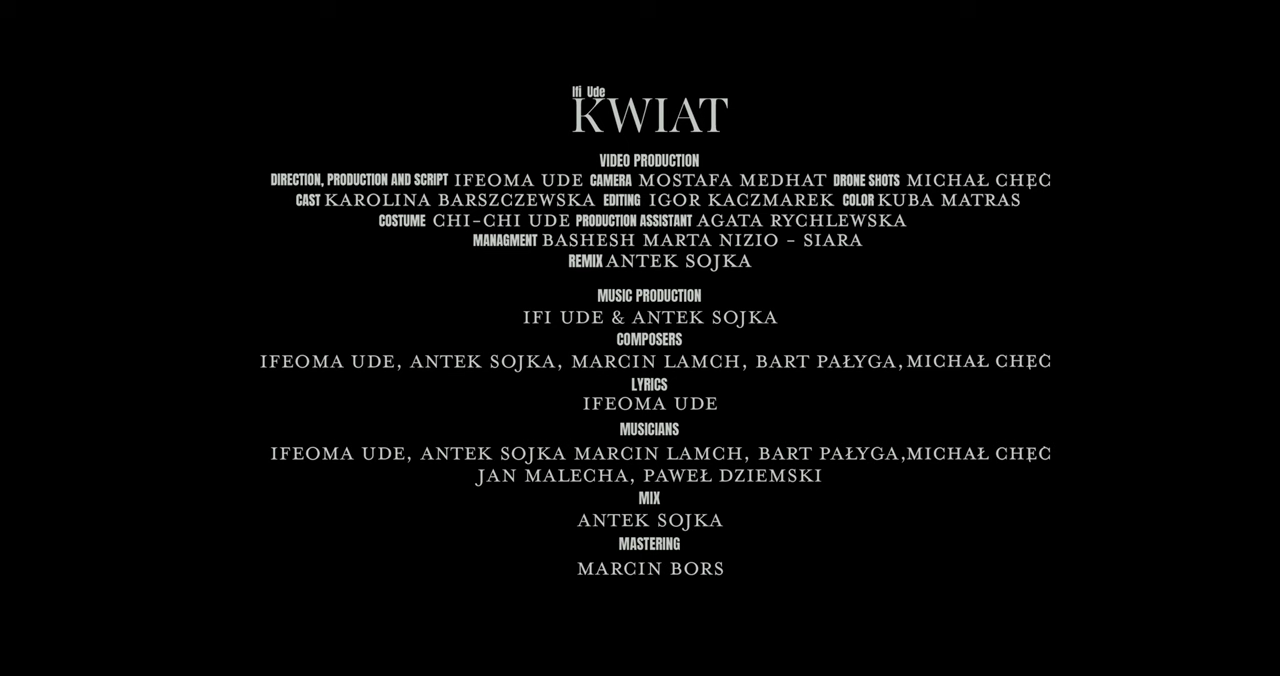 Ifi Ude
KWIAT
VIDEO PRODUCTION
DIRECTION, PRODUCTION AND SCRIPT IFEOMA UDE CAMERA MOSTAFA MEDHAT DRONE SHOTS MICHAŁ CHĘĆ
CAST KAROLINA BARSZCZEWSKA EDITING IGOR KACZMAREK COLOR KUBA MATRAS
COSTUME CHI-CHI UDE PRODUCTION ASSISTANT AGATA RYCHLEWSKA
MANAGMENT BASHESH MARTA NIZIO - SIARA
REMIX ANTEK SOJKA
MUSIC PRODUCTION
IFI UDE & ANTEK SOJKA
COMPOSERS
IFEOMA UDE, ANTEK SOJKA, MARCIN LAMCH, BART PAŁYGA,MICHAŁ CHĘĆ
LYRICS
IFEOMA UDE
MUSICIANS
IFEOMA UDE, ANTEK SOJKA MARCIN LAMCH, BART PAŁYGA,MICHAŁ CHĘĆ
JAN MALECHA, PAWEŁ DZIEMSKI
MIX
ANTEK SOJKA
MASTERING
MARCIN BORS